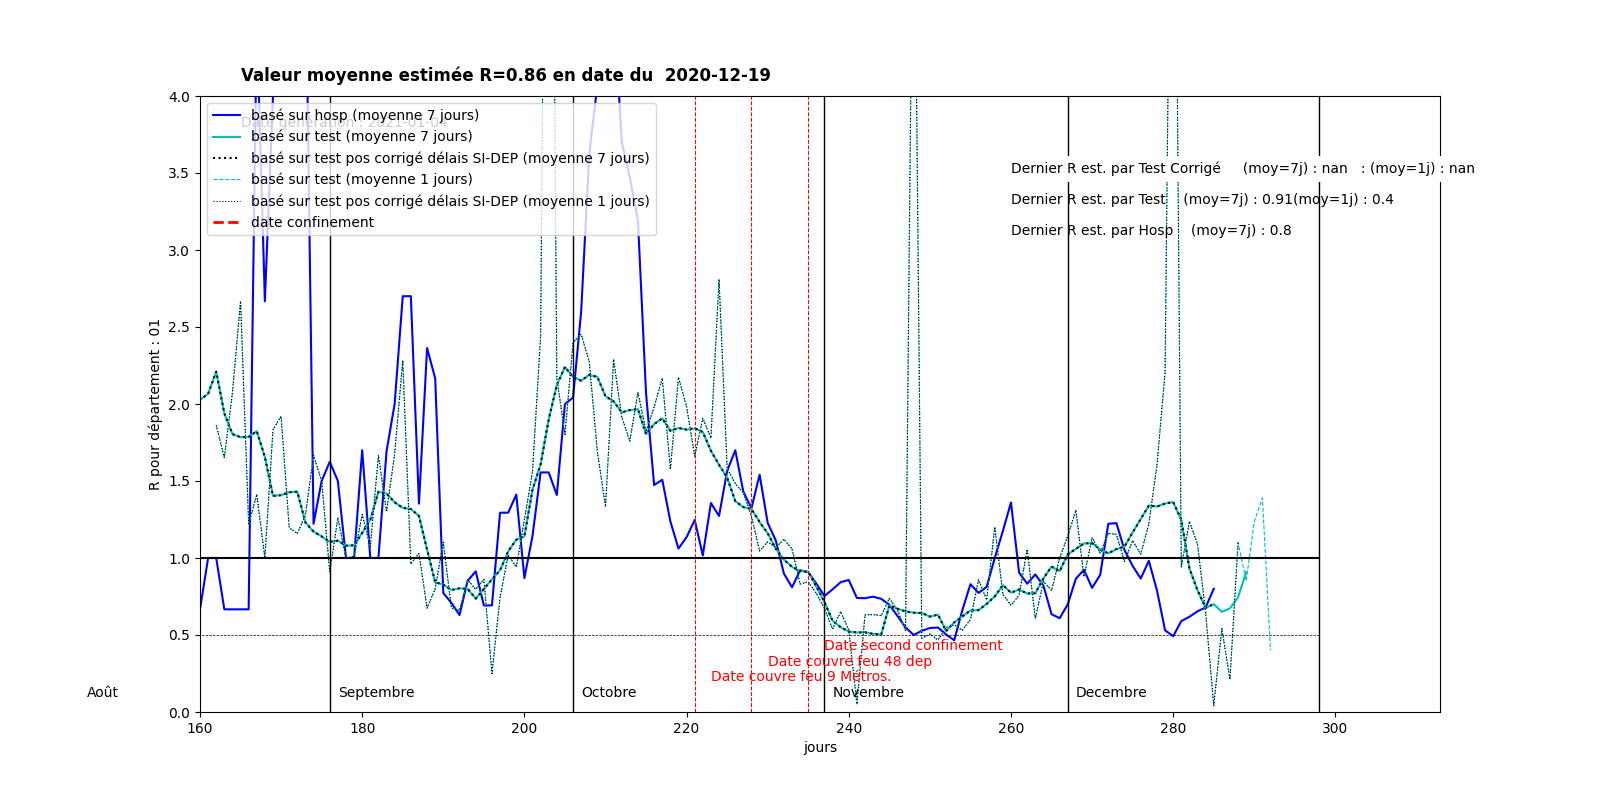 Valeur moyenne estimée R=0.86 en date du  2020-12-19
Date génération : 2021-01-04
basé sur hosp (moyenne 7 jours)
basé sur test (moyenne 7 jours)
basé sur test pos corrigé délais SI-DEP (moyenne 7 jours)
basé sur test (moyenne 1 jours)
basé sur test pos corrigé délais SI-DEP (moyenne 1 jours)
date confinement
Dernier R est. par Test Corrigé     (moy=7j) : nan   : (moy=1j) : nan
Dernier R est. par Test    (moy=7j) : 0.91(moy=1j) : 0.4
Dernier R est. par Hosp    (moy=7j) : 0.8
4.0
3.5
3.0
2.5
2.0
1.5
1.0
0.5
0.0
R pour département : 01
Date second confinement
Date couvre feu 48 dep
Date couvre feu 9 Métros.
Août
Septembre
Octobre
Novembre
Decembre
160 180 200 220 240 260 280 300
jours